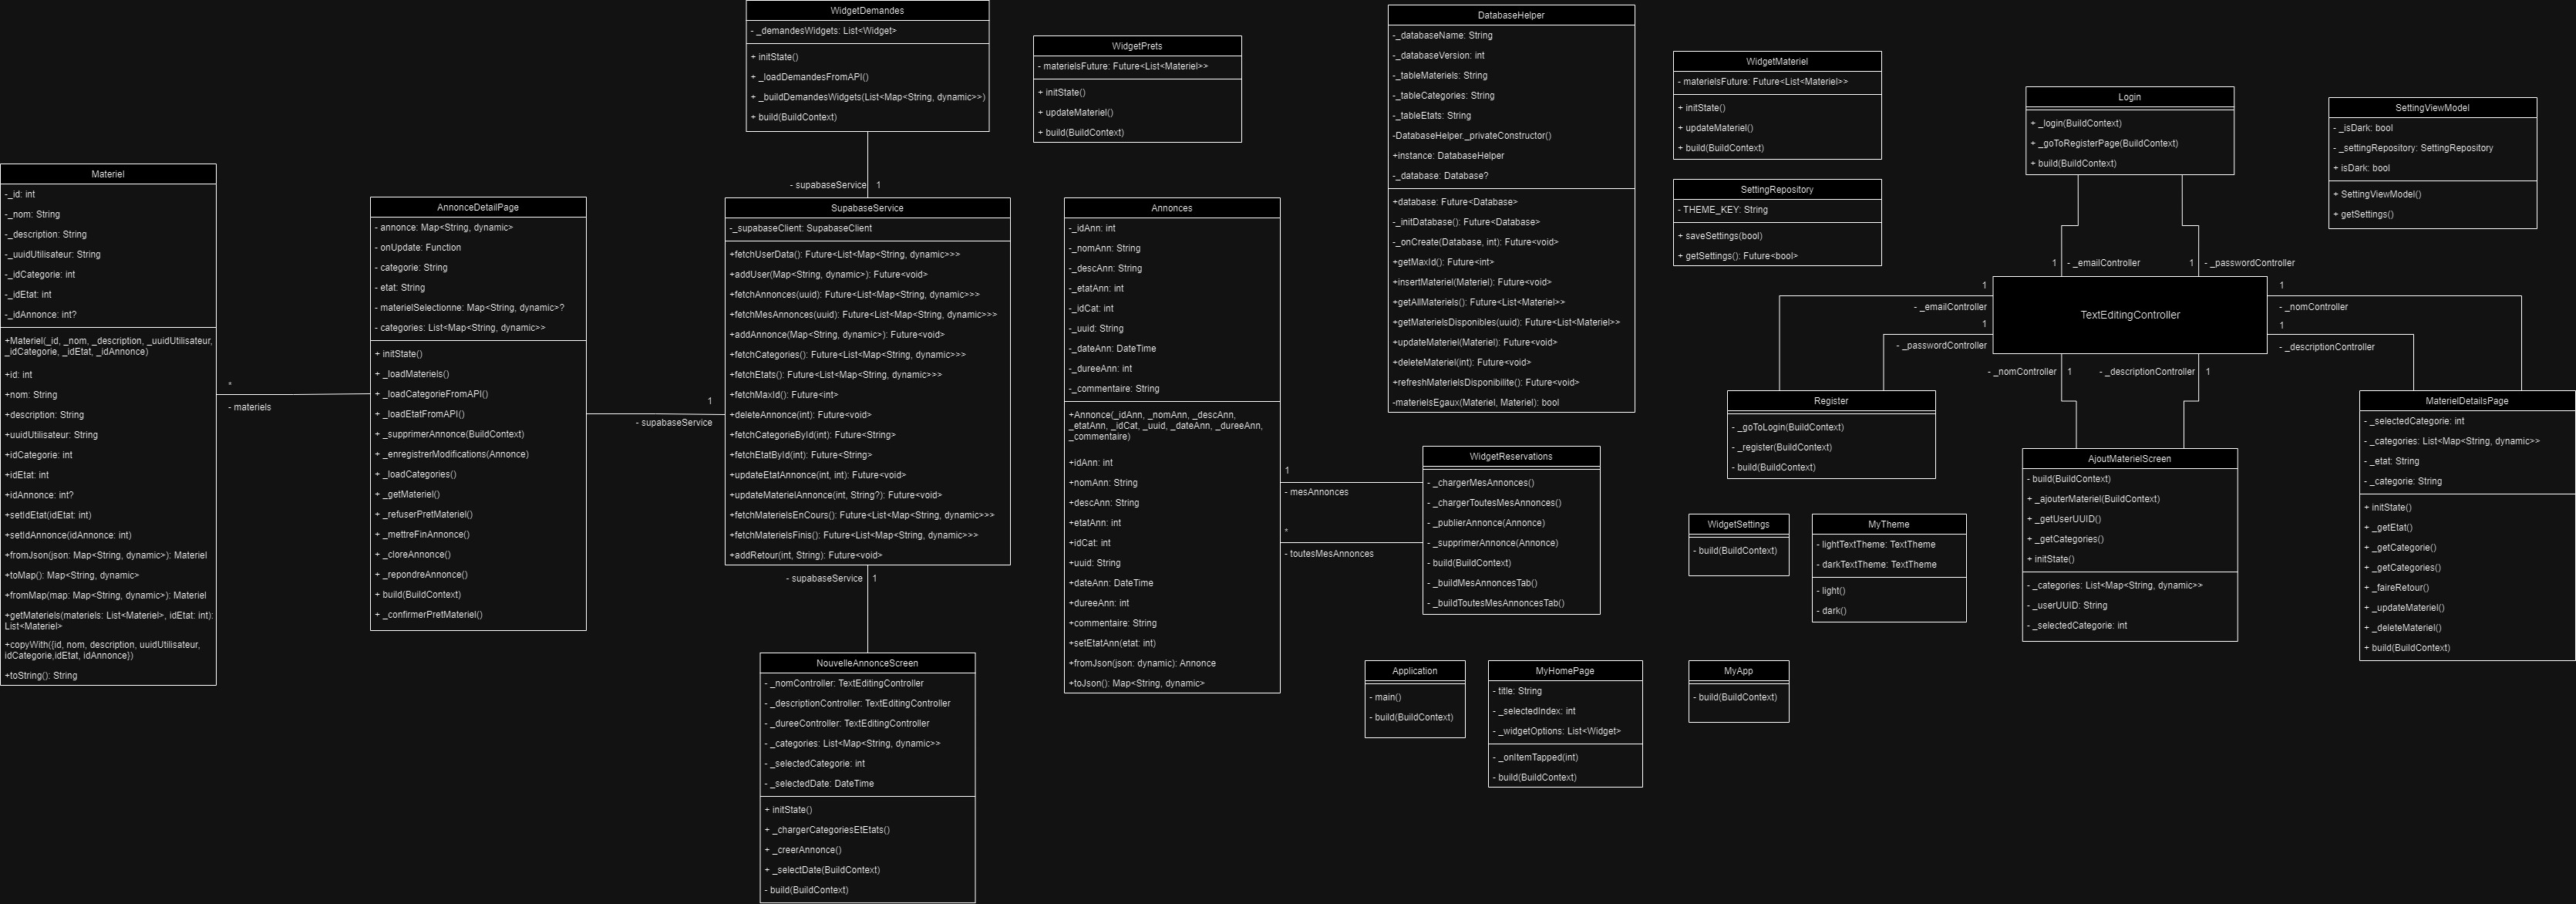 WidgetDemandes
- _demandesWidgets: List<Widget>
+ initState()
+ _loadDemandesFromAPI()
+ _buildDemandesWidgets(List<Map<String, dynamic>>)
+ build(BuildContext)
- supabaseService
1
WidgetPrets
- materielsFuture: Future<List<Materiel>>
+ initState()
+ updateMateriel()
+ build(BuildContext)
DatabaseHelper
-_databaseName: String
-_databaseVersion: int
-_tableMateriels: String
-_tableCategories: String
-_tableEtats: String
-DatabaseHelper._privateConstructor()
+instance: DatabaseHelper
-_database: Database?
+database: Future<Database>
-_initDatabase(): Future<Database>
-_onCreate(Database, int): Future<void>
+getMaxId(): Future<int>
+insertMateriel(Materiel): Future<void>
+getAllMateriels(): Future<List<Materiel>>
+getMaterielsDisponibles(uuid): Future<List<Materiel>>
+updateMateriel(Materiel): Future<void>
+deleteMateriel(int): Future<void>
+refreshMaterielsDisponibilite(): Future<void>
-materielsEgaux(Materiel, Materiel): bool
WidgetMateriel
- materielsFuture: Future<List<Materiel>>
+ initState()
+ updateMateriel()
+ build(BuildContext)
SettingRepository
- THEME_KEY: String
+ saveSettings(bool)
+ getSettings(): Future<bool>
Login
+ _login(BuildContext)
+ _goToRegisterPage(BuildContext)
+ build(BuildContext)
1
- _emailController
1
- _passwordController
SettingViewModel
- _isDark: bool
- _settingRepository: SettingRepository
+ isDark: bool
+ SettingViewModel()
+ getSettings()
Materiel
-_id: int
-_nom: String
-_description: String
-_uuidUtilisateur: String
-_idCategorie: int
-_idEtat: int
-_idAnnonce: int?
+Materiel(_id, _nom, _description, _uuidUtilisateur,
_idCategorie, _idEtat, _idAnnonce)
+id: int
+nom: String
+description: String
+uuidUtilisateur: String
+idCategorie: int
+idEtat: int
+idAnnonce: int?
+setIdEtat(idEtat: int)
+setIdAnnonce(idAnnonce: int)
+fromJson(json: Map<String, dynamic): Materiel
+toMap(): Map<String, dynamic>
+fromMap(map: Map<String, dynamic>): Materiel
+getMateriels(materiels: List<Materiel>, idEtat: int):
List<Materiel>
+copyWith({id, nom, description, uuidUtilisateur,
idCategorie,idEtat, idAnnonce})
+toString(): String
*
- materiels
AnnonceDetailPage
- annonce: Map<String, dynamic>
- onUpdate: Function
- categorie: String
- etat: String
- materielSelectionne: Map<String, dynamic>?
- categories: List<Map<String, dynamic>>
+ initState()
+ _loadMateriels()
+ _loadCategorieFromAPI()
+ _loadEtatFromAPI()
+ _supprimerAnnonce(BuildContext)
+ _enregistrerModifications(Annonce)
+ _loadCategories()
+ _getMateriel()
+ _refuserPretMateriel()
+ _mettreFinAnnonce()
+ _cloreAnnonce()
+ _repondreAnnonce()
+ build(BuildContext)
+ _confirmerPretMateriel()
1
- supabaseService
SupabaseService
-_supabaseClient: SupabaseClient
+fetchUserData(): Future<List<Map<String, dynamic>>>
+addUser(Map<String, dynamic>): Future<void>
+fetchAnnonces(uuid): Future<List<Map<String, dynamic>>>
+fetchMesAnnonces(uuid): Future<List<Map<String, dynamic>>>
+addAnnonce(Map<String, dynamic>): Future<void>
+fetchCategories(): Future<List<Map<String, dynamic>>>
+fetchEtats(): Future<List<Map<String, dynamic>>>
+fetchMaxId(): Future<int>
+deleteAnnonce(int): Future<void>
+fetchCategorieById(int): Future<String>
+fetchEtatById(int): Future<String>
+updateEtatAnnonce(int, int): Future<void>
+updateMaterielAnnonce(int, String?): Future<void>
+fetchMaterielsEnCours(): Future<List<Map<String, dynamic>>>
+fetchMaterielsFinis(): Future<List<Map<String, dynamic>>>
+addRetour(int, String): Future<void>
- supabaseService
1
NouvelleAnnonceScreen
- _nomController: TextEditingController
- _descriptionController: TextEditingController
- _dureeController: TextEditingController
- _categories: List<Map<String, dynamic>>
- _selectedCategorie: int
- _selectedDate: DateTime
+ initState()
+ _chargerCategoriesEtEtats()
+ _creerAnnonce()
+ _selectDate(BuildContext)
- build(BuildContext)
Annonces
-_idAnn: int
-_nomAnn: String
-_descAnn: String
-_etatAnn: int
-_idCat: int
-_uuid: String
-_dateAnn: DateTime
-_dureeAnn: int
-_commentaire: String
+Annonce(_idAnn, _nomAnn, _descAnn,
_etatAnn, _idCat, _uuid, _dateAnn, _dureeAnn,
_commentaire)
+idAnn: int
+nomAnn: String
+descAnn: String
+etatAnn: int
+idCat: int
+uuid: String
+dateAnn: DateTime
+dureeAnn: int
+commentaire: String
+setEtatAnn(etat: int)
+fromJson(json: dynamic): Annonce
+toJson(): Map<String, dynamic>
1
- mesAnnonces
*
- toutesMesAnnonces
WidgetReservations
- _chargerMesAnnonces()
- _chargerToutesMesAnnonces()
- _publierAnnonce(Annonce)
- _supprimerAnnonce(Annonce)
- build(BuildContext)
- _buildMesAnnoncesTab()
- _buildToutesMesAnnoncesTab()
Application
- main()
- build(BuildContext)
MyHomePage
- title: String
- _selectedIndex: int
- _widgetOptions: List<Widget>
- _onItemTapped(int)
- build(BuildContext)
WidgetSettings
- build(BuildContext)
MyTheme
- lightTextTheme: TextTheme
- darkTextTheme: TextTheme
- light()
- dark()
MyApp
- build(BuildContext)
TextEditingController
1
- _emailController
1
- _passwordController
1
- _nomController
1
- _descriptionController
- _nomController
1
- _descriptionController
1
Register
- _goToLogin(BuildContext)
- _register(BuildContext)
- build(BuildContext)
AjoutMaterielScreen
- build(BuildContext)
+ _ajouterMateriel(BuildContext)
+ _getUserUUID()
+ _getCategories()
+ initState()
- _categories: List<Map<String, dynamic>>
- _userUUID: String
- _selectedCategorie: int
MaterielDetailsPage
- _selectedCategorie: int
- _categories: List<Map<String, dynamic>>
- _etat: String
- _categorie: String
+ initState()
+ _getEtat()
+ _getCategorie()
+ _getCategories()
+ _faireRetour()
+ _updateMateriel()
+ _deleteMateriel()
+ build(BuildContext)